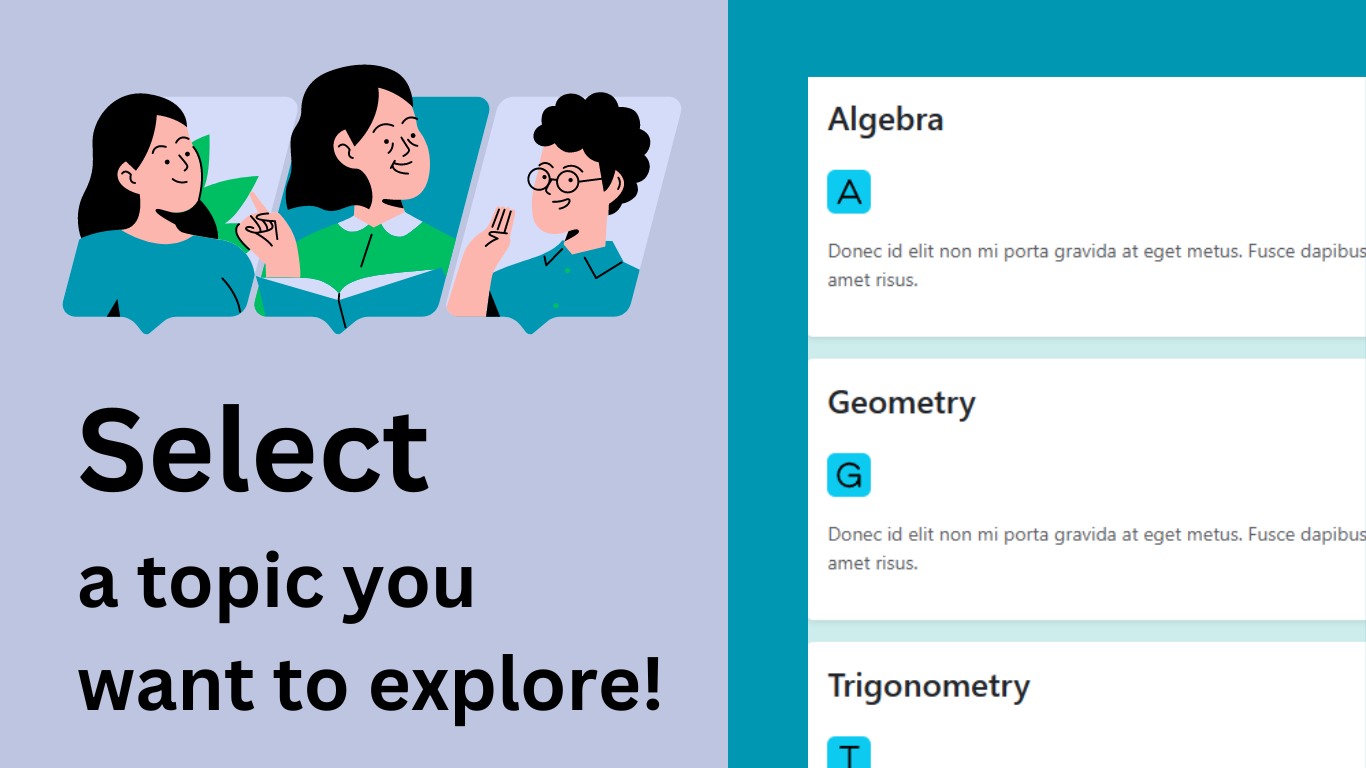 Select
a topic you
want to explore!
Algebra
A
Donec id elit non mi porta gravida at eget metus. Fusce dapibus
amet risus.
Geometry
G
Donec id elit non mi porta gravida at eget metus. Fusce dapibus
amet risus.
Trigonometry
T